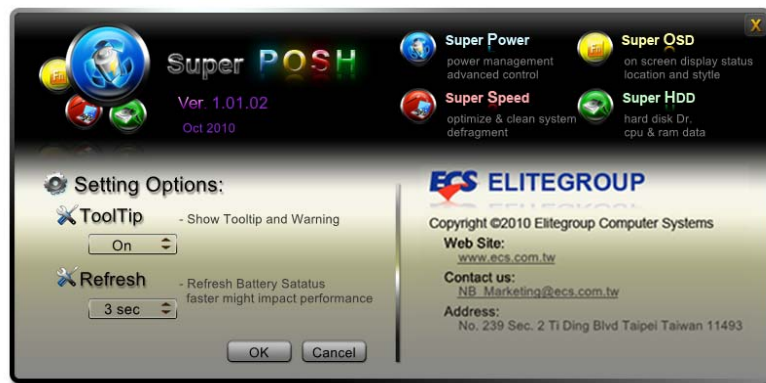 X
Super POSH
Ver. 1.01.02
Oct 2010
Super Power
power management
advanced control
Super OSD
on screen display status
location and stytle
Super Speed
optimize & clean system
defragment
Super HDD
hard disk Dr.
cpu & ram data
Setting Options:
ToolTip - Show Tooltip and Warning
On
Refresh - Refresh Battery Satatus
faster might impact performance
3 sec
OK Cancel
ECS ELITEGROUP
Copyright ©2010 Elitegroup Computer Systems
Web Site:
www.ecs.com.tw
Contact us:
NB_Marketing@ecs.com.tw
Address:
No. 239 Sec. 2 Ti Ding Blvd Taipei Taiwan 11493